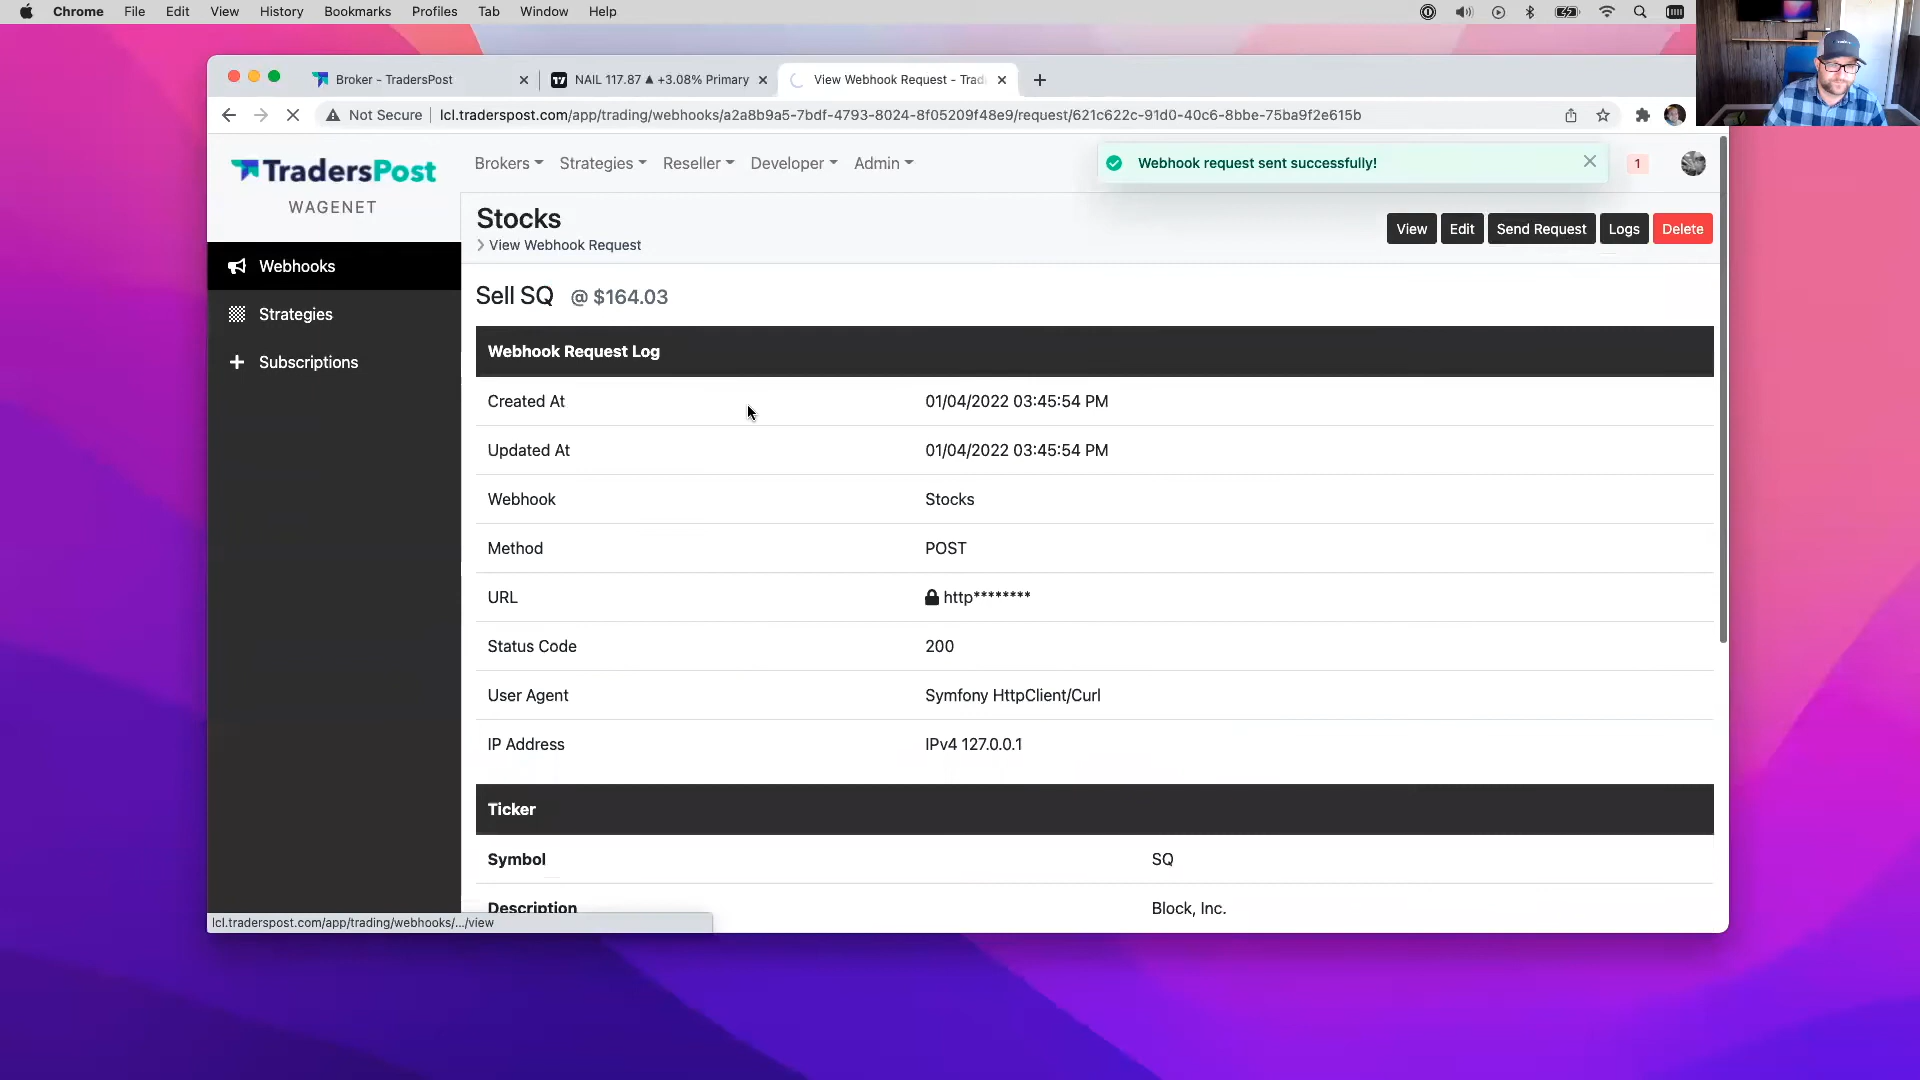 Chrome File Edit View History Bookmarks Profiles Tab Window Help
Broker - TradersPost
NAIL 117.87 ▲ +3.08% Primary
View Webhook Request - Trad
Not Secure
lcl.traderspost.com/app/trading/webhooks/a2a8b9a5-7bdf-4793-8024-8f05209f48e9/request/621c622c-91d0-40c6-8bbe-75ba9f2e615b
TradersPost
WAGENET
Brokers Strategies Reseller Developer Admin
Webhook request sent successfully!
1
Webhooks
Strategies
Subscriptions
Stocks
View Webhook Request
View Edit Send Request Logs Delete
Sell SQ @ $164.03
Webhook Request Log
Created At 01/04/2022 03:45:54 PM
Updated At 01/04/2022 03:45:54 PM
Webhook Stocks
Method POST
URL http********
Status Code 200
User Agent Symfony HttpClient/Curl
IP Address IPv4 127.0.0.1
Ticker
Symbol SQ
Description Block, Inc.
lcl.traderspost.com/app/trading/webhooks/.../view